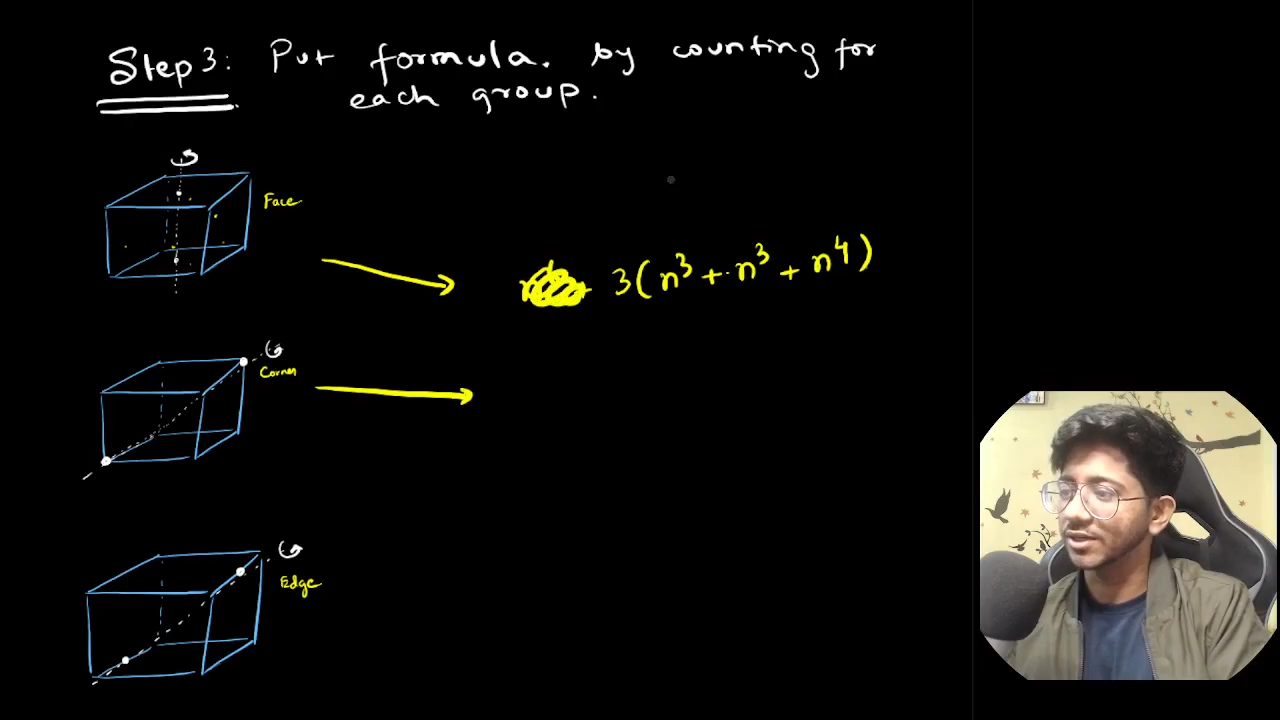 Step 3: Put formula. by counting for
each group.
Face
3(n³ + n³ + n⁴)
Corner
Edge